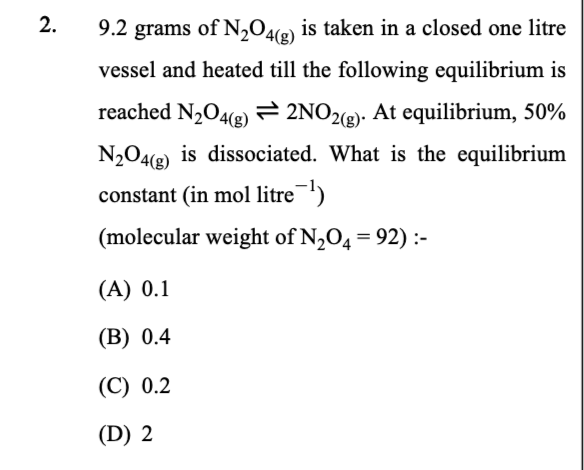 2. 9.2 grams of N₂O₄(g) is taken in a closed one litre
vessel and heated till the following equilibrium is
reached N₂O₄(g) ⇌ 2NO₂(g). At equilibrium, 50%
N₂O₄(g) is dissociated. What is the equilibrium
constant (in mol litre⁻¹)
(molecular weight of N₂O₄ = 92) :-
(A) 0.1
(B) 0.4
(C) 0.2
(D) 2